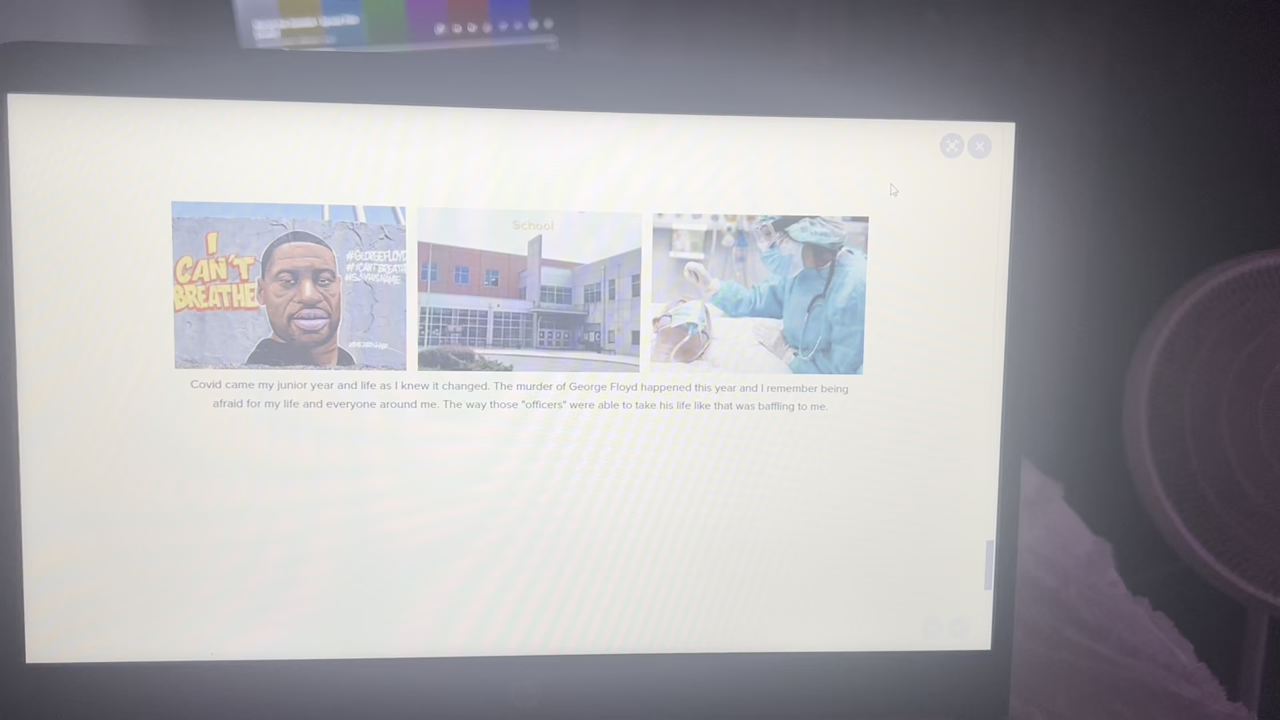 School
I
CAN'T
BREATHE
#GEORGEFLOYD
#ICANTBREATHE
Covid came my junior year and life as I knew it changed. The murder of George Floyd happened this year and I remember being
afraid for my life and everyone around me. The way those "officers" were able to take his life like that was baffling to me.